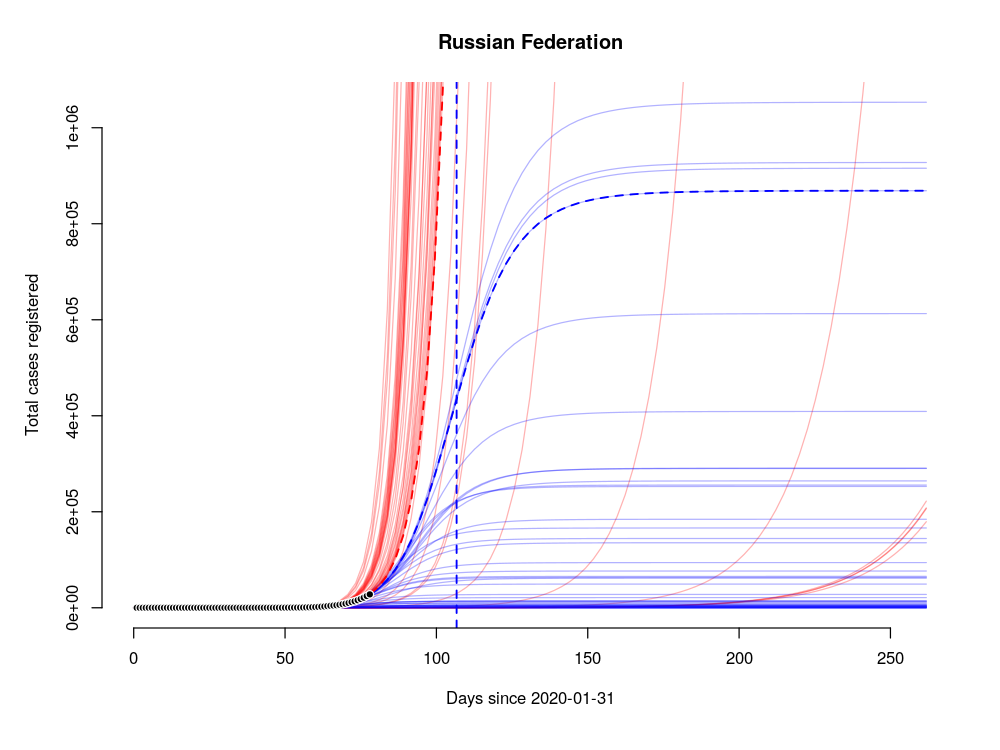 Russian Federation
Total cases registered
1e+06
8e+05
6e+05
4e+05
2e+05
0e+00
0 50 100 150 200 250
Days since 2020-01-31